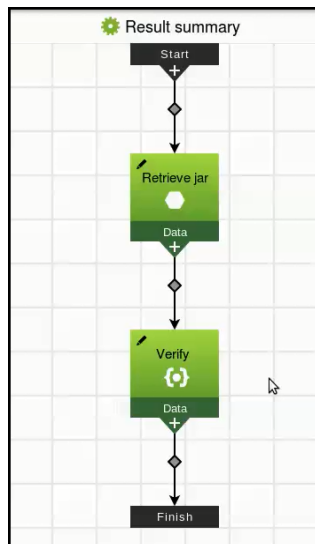 Result summary
Start
Retrieve jar
Data
Verify
Data
Finish